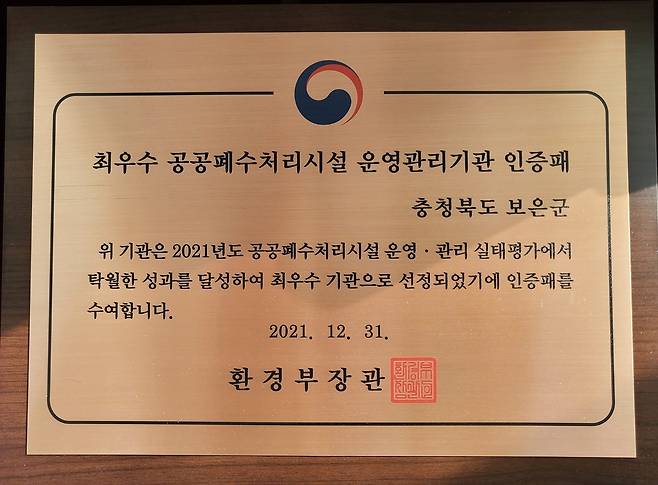 최우수 공공폐수처리시설 운영관리기관 인증패
충청북도 보은군
위 기관은 2021년도 공공폐수처리시설 운영·관리 실태평가에서
탁월한 성과를 달성하여 최우수 기관으로 선정되었기에 인증패를
수여합니다.
2021. 12. 31.
환경부장관